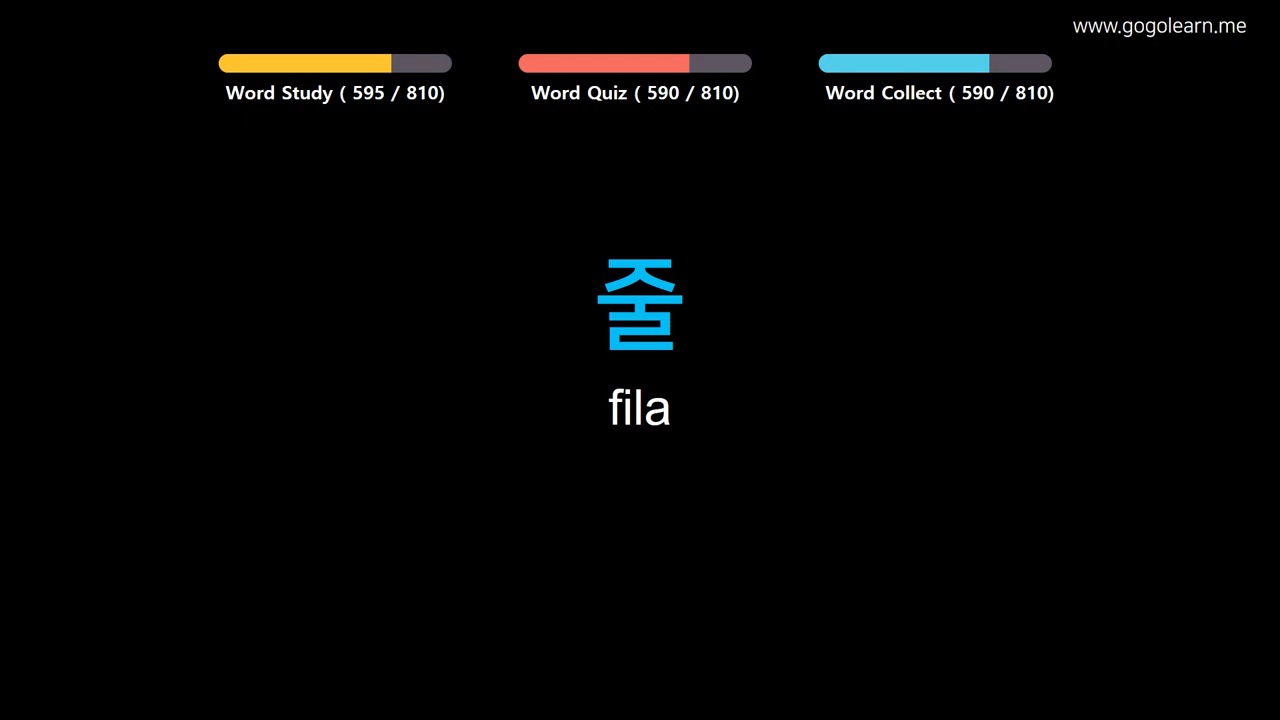 www.gogolearn.me
Word Study ( 595 / 810)
Word Quiz ( 590 / 810)
Word Collect ( 590 / 810)
줄
fila